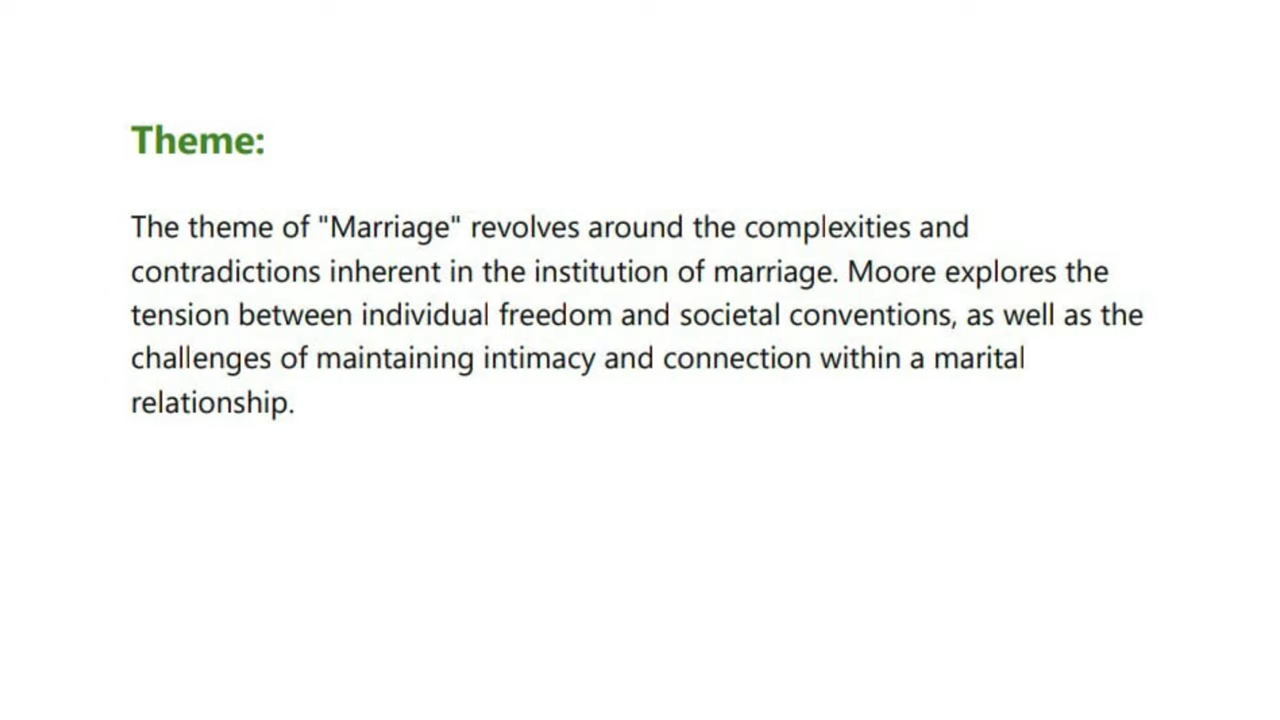 Theme:
The theme of "Marriage" revolves around the complexities and
contradictions inherent in the institution of marriage. Moore explores the
tension between individual freedom and societal conventions, as well as the
challenges of maintaining intimacy and connection within a marital
relationship.